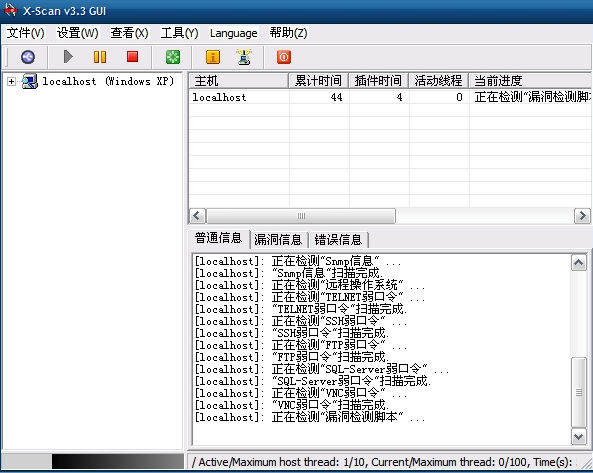 X-Scan v3.3 GUI
文件(V) 设置(W) 查看(X) 工具(Y) Language 帮助(Z)
localhost (Windows XP)
主机 累计时间 插件时间 活动线程 当前进度
localhost 44 4 0 正在检测"漏洞检测脚本
普通信息 漏洞信息 错误信息
[localhost]: 正在检测"Snmp信息" ...
[localhost]: "Snmp信息"扫描完成.
[localhost]: 正在检测"远程操作系统" ...
[localhost]: 正在检测"TELNET弱口令" ...
[localhost]: "TELNET弱口令"扫描完成.
[localhost]: 正在检测"SSH弱口令" ...
[localhost]: "SSH弱口令"扫描完成.
[localhost]: 正在检测"FTP弱口令" ...
[localhost]: "FTP弱口令"扫描完成.
[localhost]: 正在检测"SQL-Server弱口令" ...
[localhost]: "SQL-Server弱口令"扫描完成.
[localhost]: 正在检测"VNC弱口令" ...
[localhost]: "VNC弱口令"扫描完成.
[localhost]: 正在检测"漏洞检测脚本" ...
/ Active/Maximum host thread: 1/10, Current/Maximum thread: 0/100, Time(s):